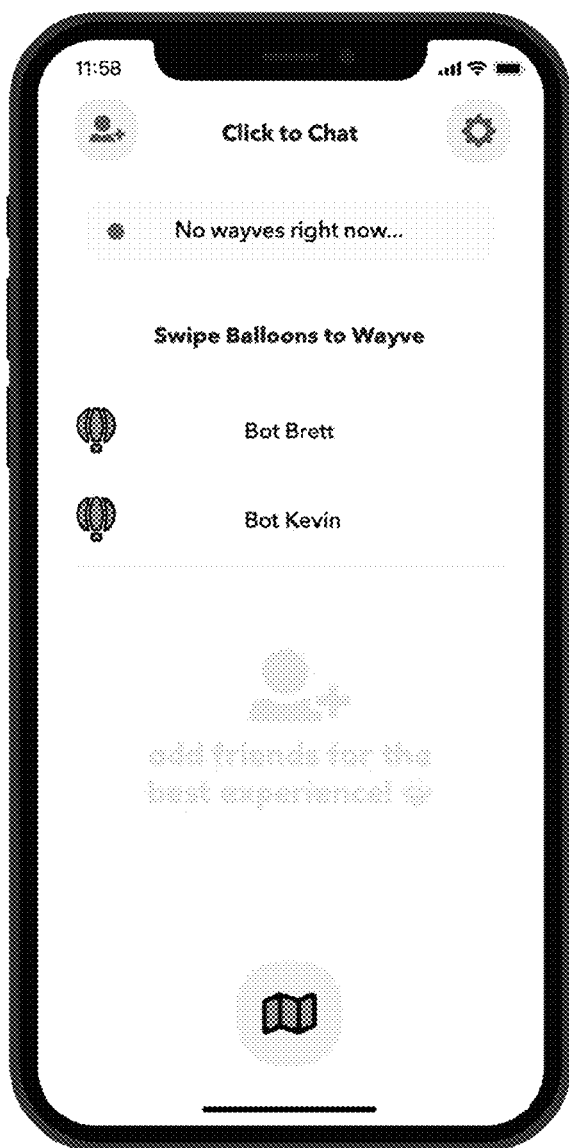 11:58
Click to Chat
No wayves right now...
Swipe Balloons to Wayve
Bot Brett
Bot Kevin
add friends for the
best experience!